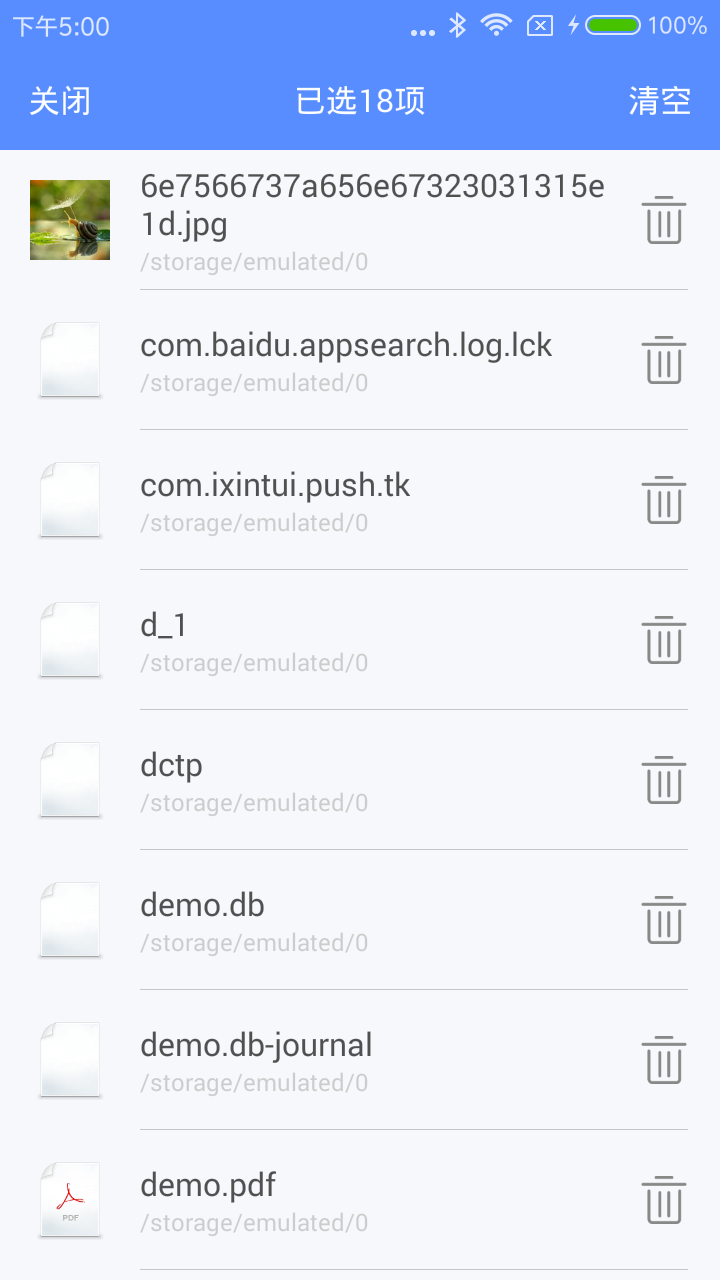 下午5:00
100%
关闭
已选18项
清空
6e7566737a656e67323031315e
1d.jpg
/storage/emulated/0
com.baidu.appsearch.log.lck
/storage/emulated/0
com.ixintui.push.tk
/storage/emulated/0
d_1
/storage/emulated/0
dctp
/storage/emulated/0
demo.db
/storage/emulated/0
demo.db-journal
/storage/emulated/0
PDF
demo.pdf
/storage/emulated/0